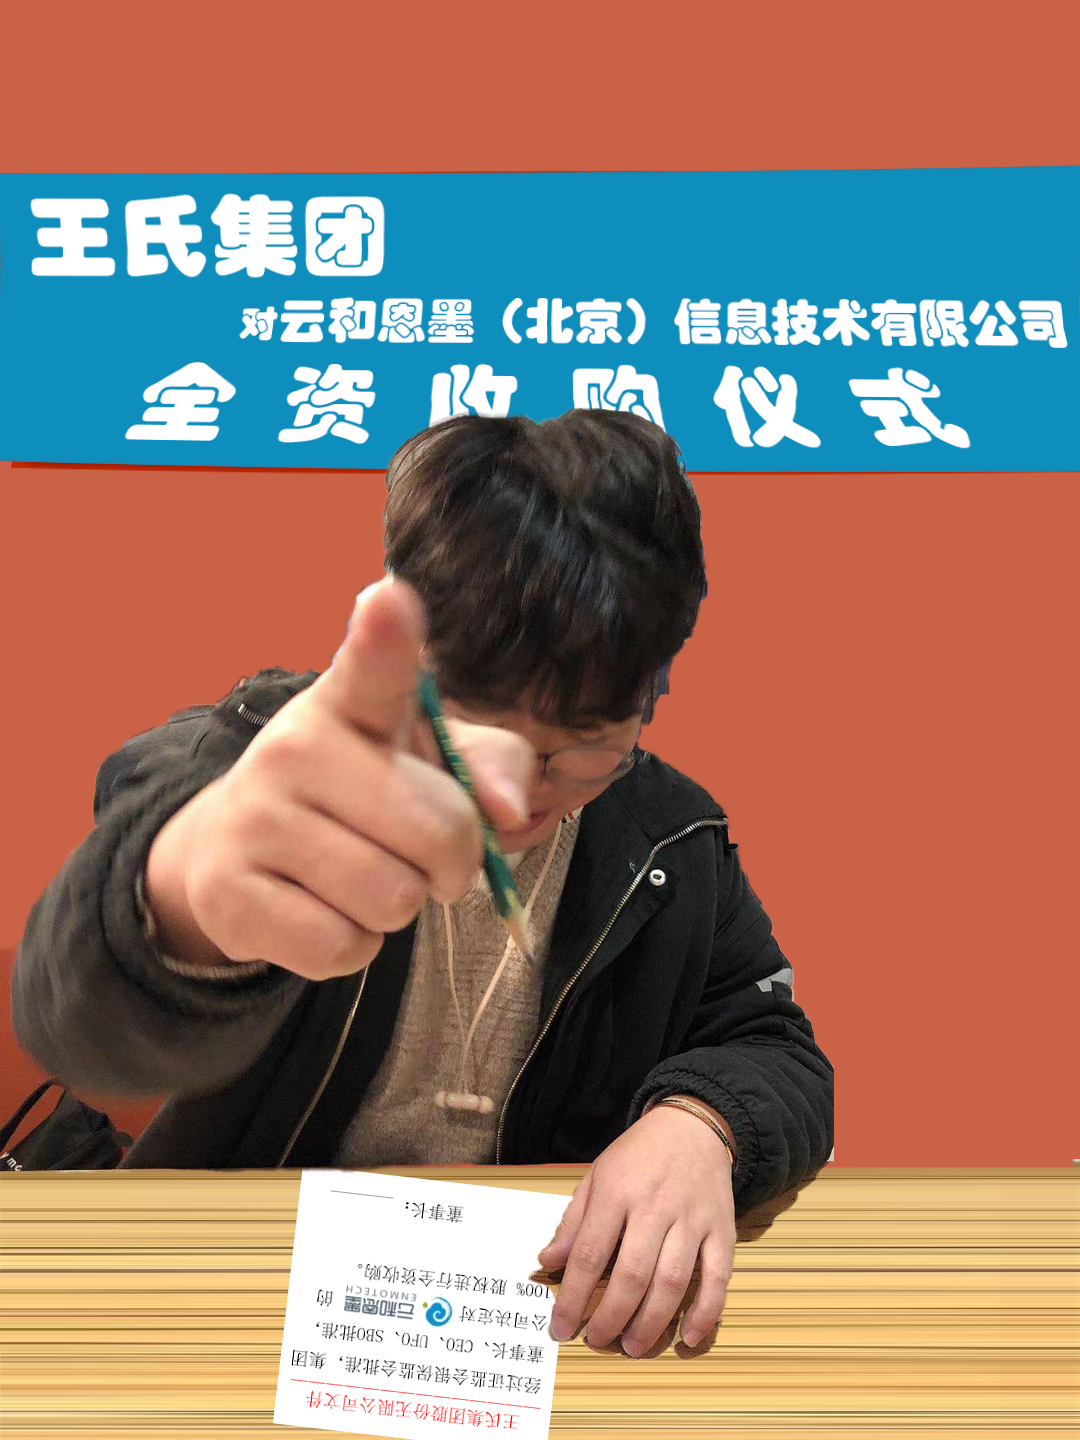 王氏集团
对云和恩墨（北京）信息技术有限公司
全资收购仪式
王氏集团股份无限公司文件
经过证监会银保监会批准，集团
董事长、CEO、UFO、SBO批准，
公司决定对 云和恩墨 ENMOTECH 的
100% 股权进行全资收购。
董事长：